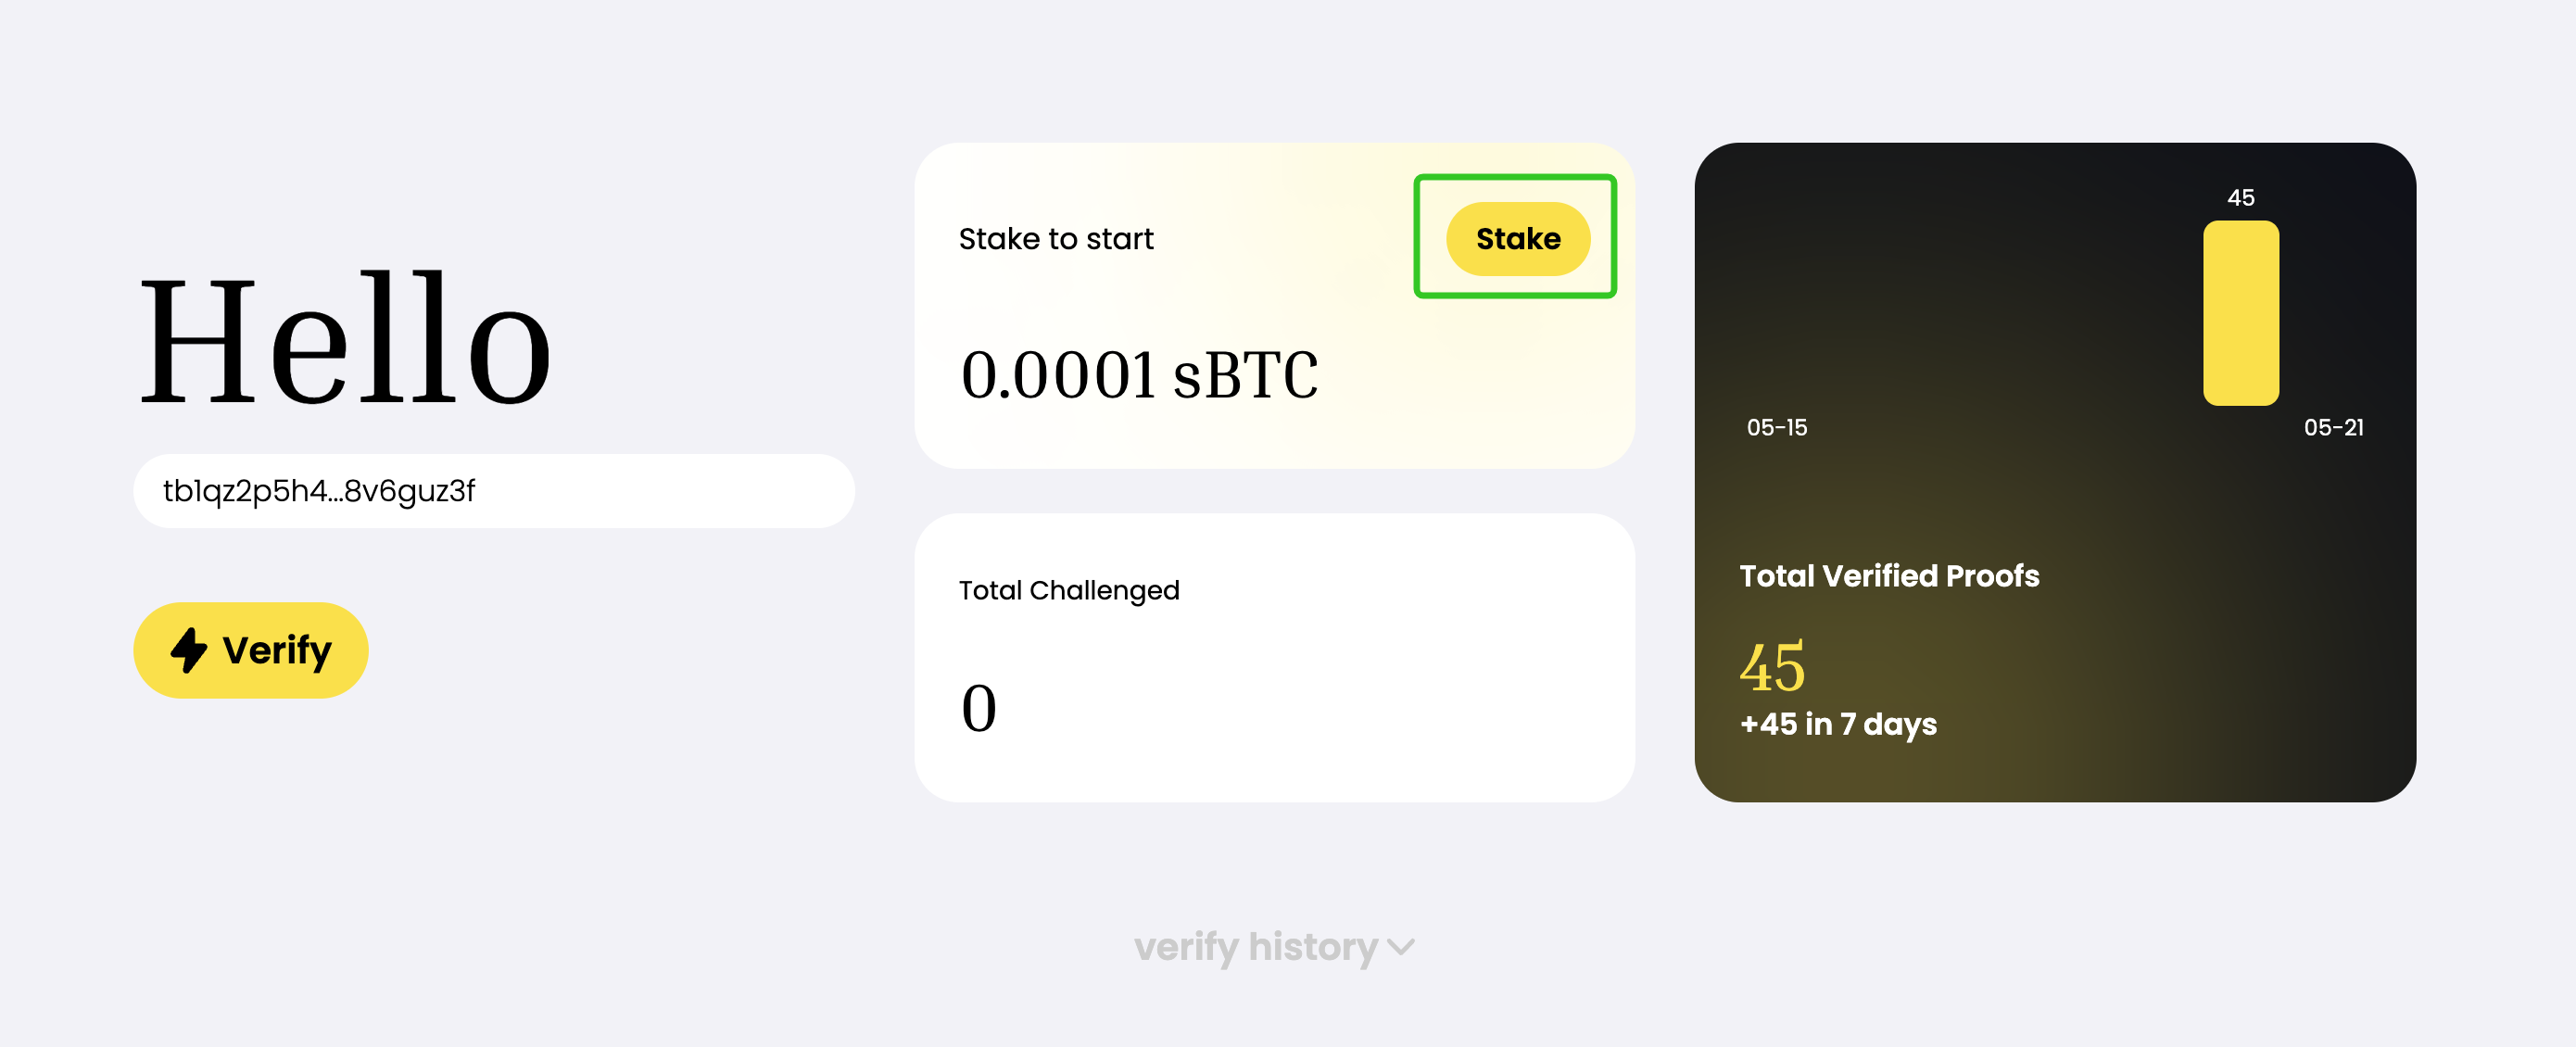 Hello
tb1qz2p5h4...8v6guz3f
Verify
Stake to start
Stake
0.0001 sBTC
Total Challenged
0
45
05-15
05-21
Total Verified Proofs
45
+45 in 7 days
verify history